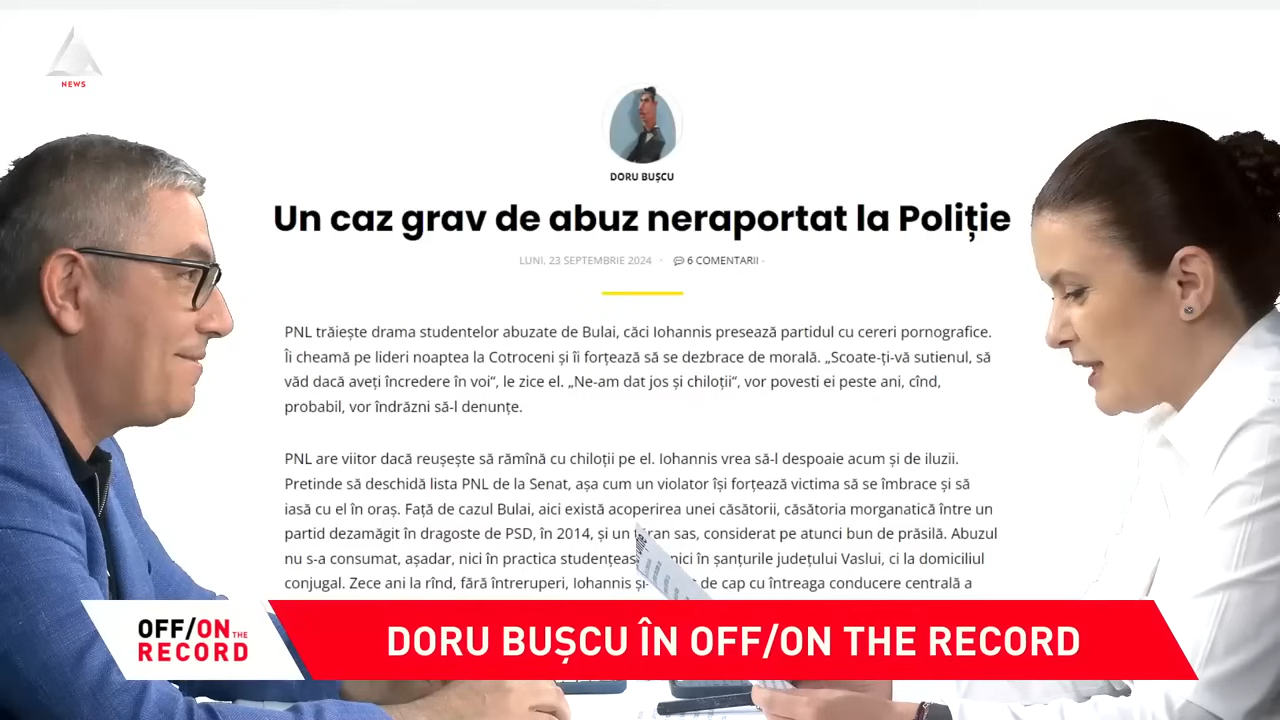 NEWS
DORU BUȘCU
Un caz grav de abuz neraportat la Poliție
LUNI, 23 SEPTEMBRIE 2024 · 6 COMENTARII -
PNL trăiește drama studentelor abuzate de Bulai, căci Iohannis presează partidul cu cereri pornografice.
Îi cheamă pe lideri noaptea la Cotroceni și îi forțează să se dezbrace de morală. „Scoate-ți-vă sutienul, să
văd dacă aveți încredere în voi“, le zice el. „Ne-am dat jos și chiloții“, vor povesti ei peste ani, cînd,
probabil, vor îndrăzni să-l denunțe.
PNL are viitor dacă reușește să rămînă cu chiloții pe el. Iohannis vrea să-l despoaie acum și de iluzii.
Pretinde să deschidă lista PNL de la Senat, așa cum un violator își forțează victima să se îmbrace și să
iasă cu el în oraș. Față de cazul Bulai, aici există acoperirea unei căsătorii, căsătoria morganatică între un
partid dezamăgit în dragoste de PSD, în 2014, și un sas, considerat pe atunci bun de prăsilă. Abuzul
nu s-a consumat, așadar, nici în practica nici în șanțurile județului Vaslui, ci la domiciliul
conjugal. Zece ani la rînd, fără întreruperi, Iohannis de cap cu întreaga conducere centrală a
OFF/ON THE
RECORD
DORU BUȘCU ÎN OFF/ON THE RECORD